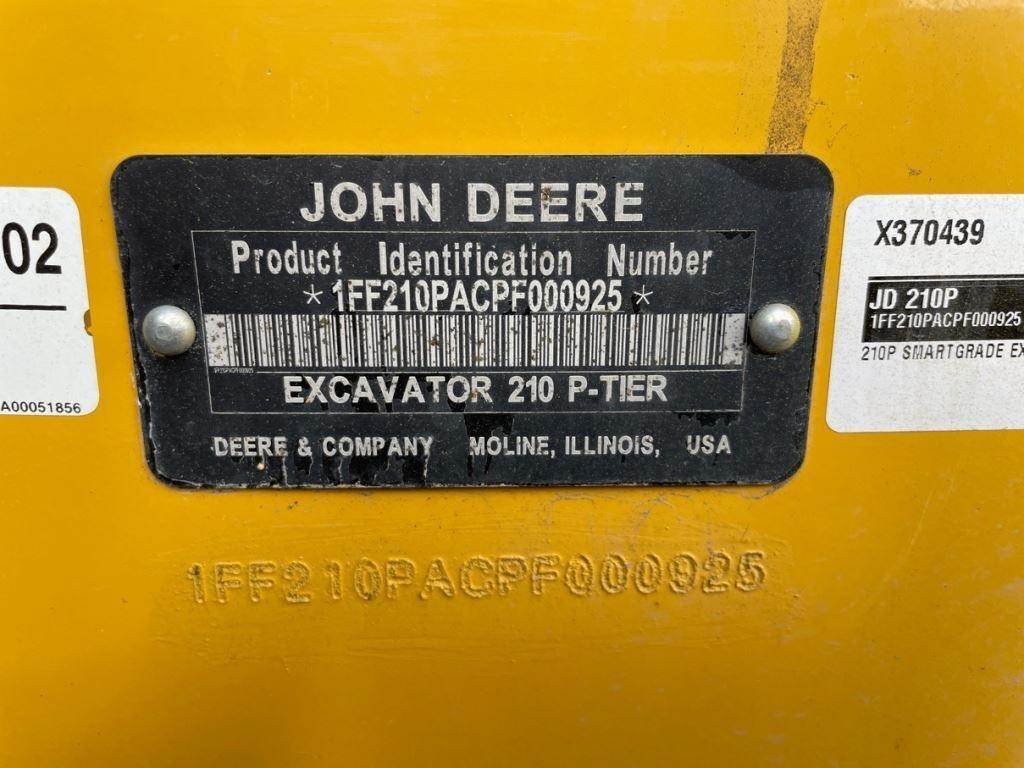 JOHN DEERE
Product Identification Number
* 1FF210PACPF000925 *
EXCAVATOR 210 P-TIER
DEERE & COMPANY MOLINE, ILLINOIS, USA
1FF210PACPF000925
02
A00051856
X370439
JD 210P
1FF210PACPF000925
210P SMARTGRADE EX